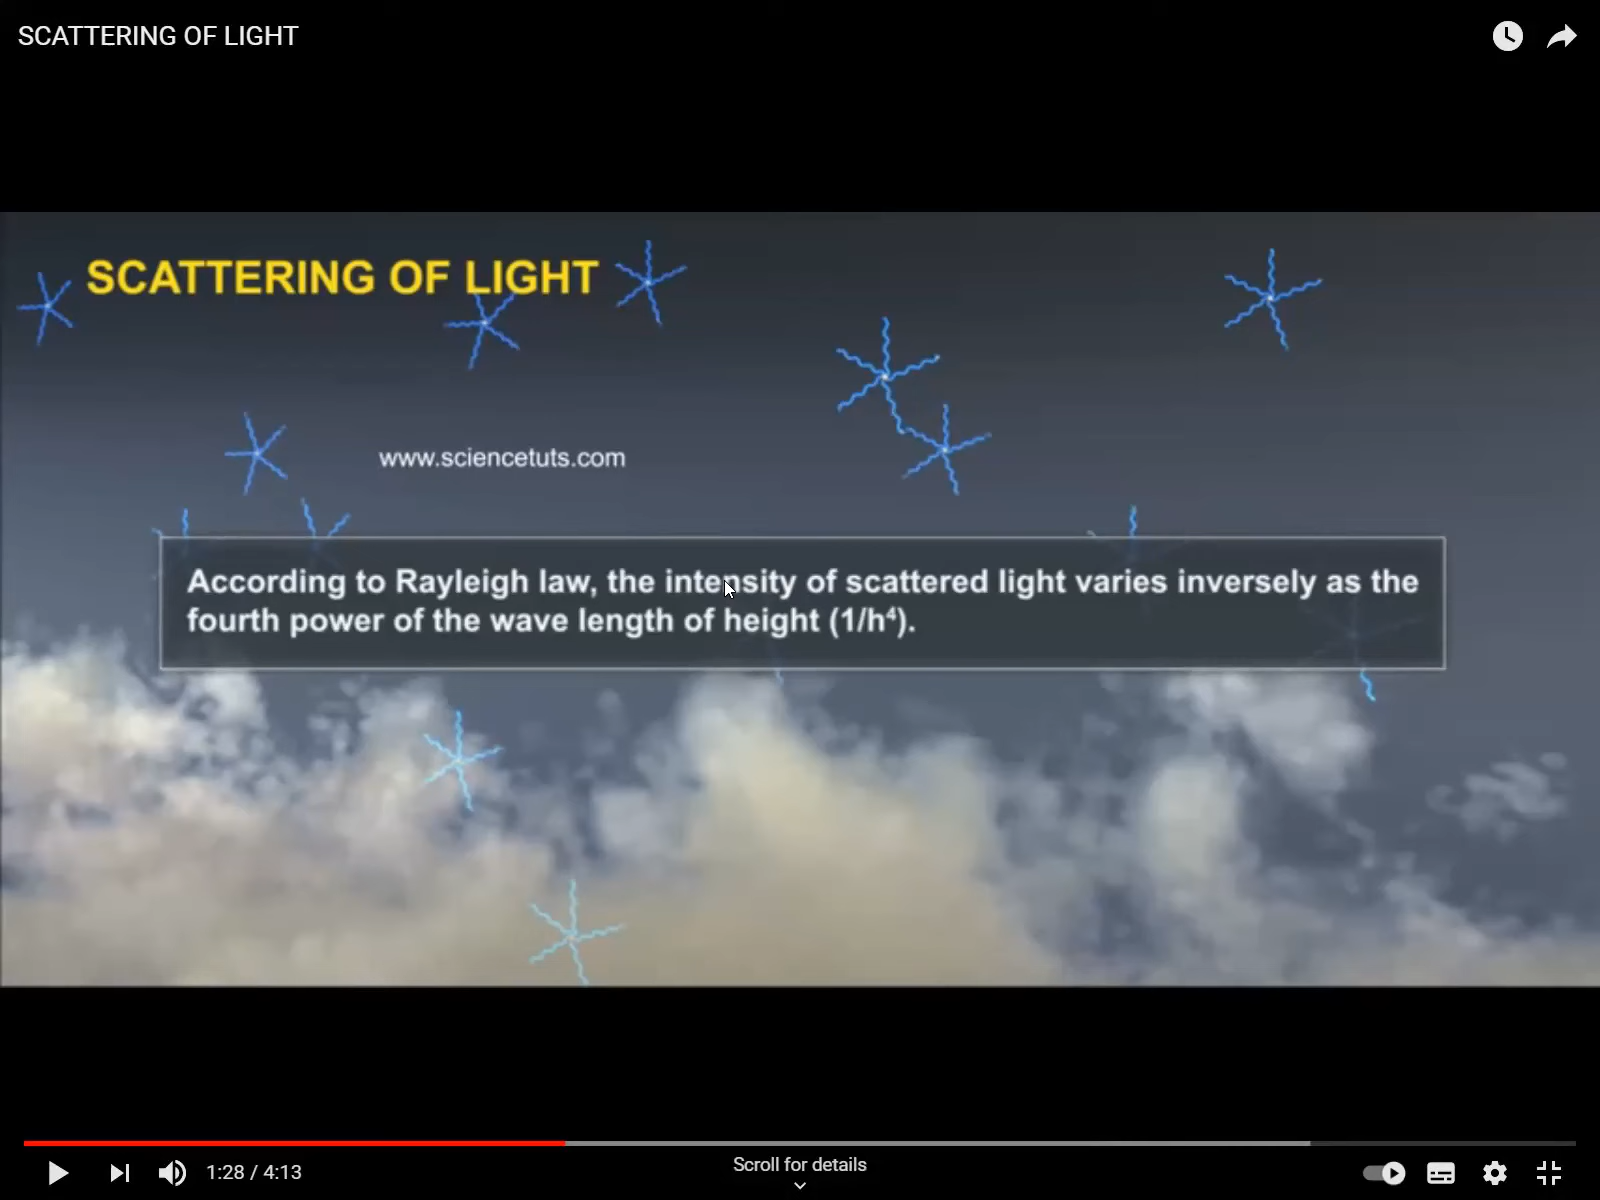 SCATTERING OF LIGHT
SCATTERING OF LIGHT
www.sciencetuts.com
According to Rayleigh law, the intensity of scattered light varies inversely as the
fourth power of the wave length of height (1/h⁴).
1:28 / 4:13
Scroll for details